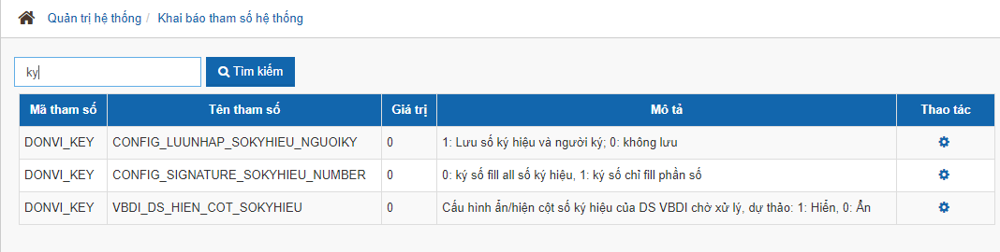 Quản trị hệ thống / Khai báo tham số hệ thống
ky Tìm kiếm
Mã tham số Tên tham số Giá trị Mô tả Thao tác
DONVI_KEY CONFIG_LUUNHAP_SOKYHIEU_NGUOIKY 0 1: Lưu số ký hiệu và người ký; 0: không lưu
DONVI_KEY CONFIG_SIGNATURE_SOKYHIEU_NUMBER 0 0: ký số fill all số ký hiệu, 1: ký số chỉ fill phần số
DONVI_KEY VBDI_DS_HIEN_COT_SOKYHIEU 0 Cấu hình ẩn/hiện cột số ký hiệu của DS VBDI chờ xử lý, dự thảo: 1: Hiển, 0: Ẩn